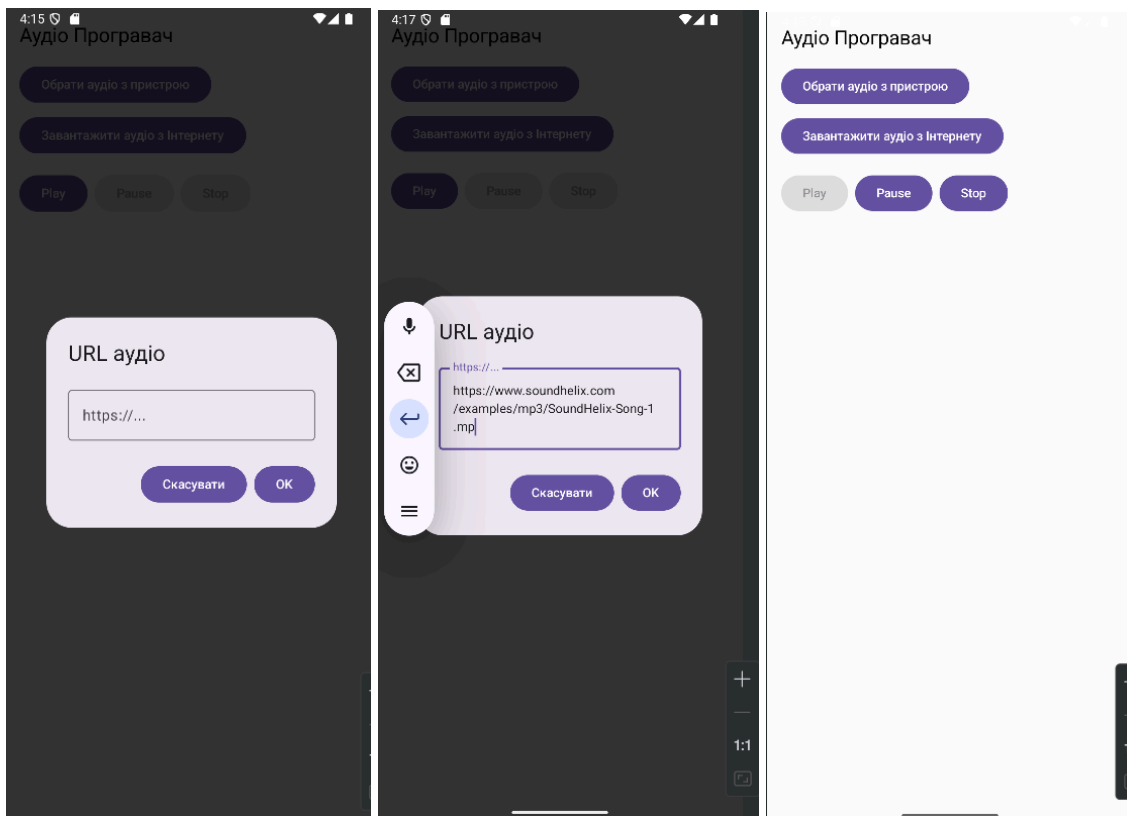 4:15
Аудіо Програвач
Обрати аудіо з пристрою
Завантажити аудіо з Інтернету
Play Pause Stop
URL аудіо
https://...
Скасувати OK
4:17
Аудіо Програвач
Обрати аудіо з пристрою
Завантажити аудіо з Інтернету
Play Pause Stop
URL аудіо
https://...
https://www.soundhelix.com
/examples/mp3/SoundHelix-Song-1
.mp
Скасувати OK
1:1
Аудіо Програвач
Обрати аудіо з пристрою
Завантажити аудіо з Інтернету
Play Pause Stop